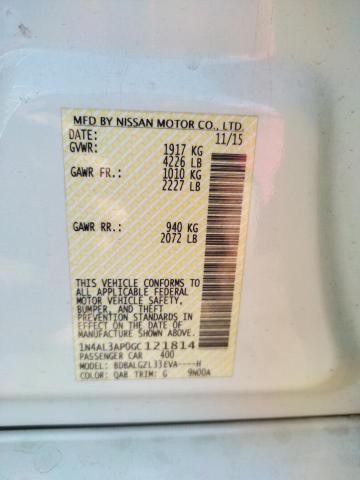 MFD BY NISSAN MOTOR CO., LTD.
DATE: 11/15
GVWR: 1917 KG
4226 LB
GAWR FR.: 1010 KG
2227 LB
GAWR RR.: 940 KG
2072 LB
THIS VEHICLE CONFORMS TO
ALL APPLICABLE FEDERAL
MOTOR VEHICLE SAFETY,
BUMPER, AND THEFT
PREVENTION STANDARDS IN
EFFECT ON THE DATE OF
MANUFACTURE SHOWN ABOVE.
1N4AL3AP0GC121814
PASSENGER CAR 400
MODEL: BDBALGZL33EVA----H
COLOR: QAB TRIM: G 9N00A